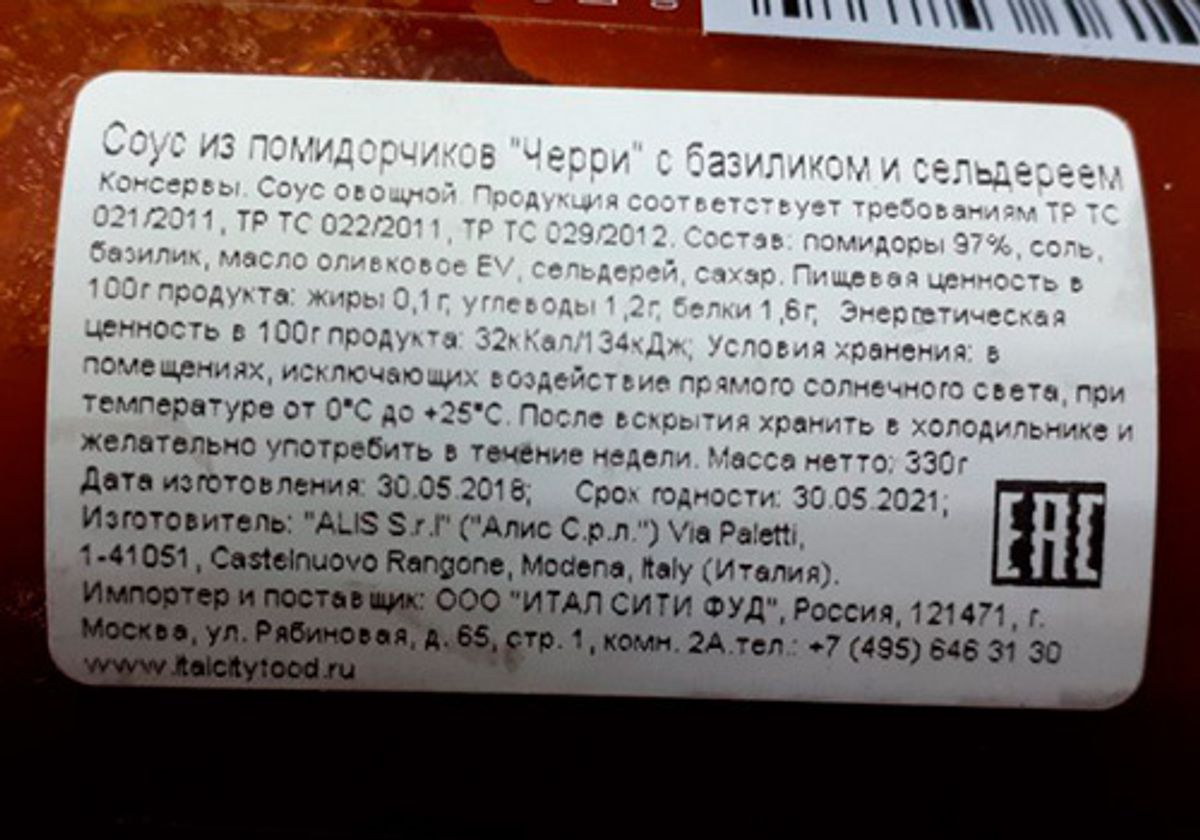 Соус из помидорчиков "Черри" с базиликом и сельдереем
Консервы. Соус овощной. Продукция соответствует требованиям ТР ТС
021/2011, ТР ТС 022/2011, ТР ТС 029/2012. Состав: помидоры 97%, соль,
базилик, масло оливковое EV, сельдерей, сахар. Пищевая ценность в
100г продукта: жиры 0,1г, углеводы 1,2г, белки 1,6г, Энергетическая
ценность в 100г продукта: 32кКал/134кДж; Условия хранения: в
помещениях, исключающих воздействие прямого солнечного света, при
температуре от 0°С до +25°С. После вскрытия хранить в холодильнике и
желательно употребить в течение недели. Масса нетто: 330г
Дата изготовления: 30.05.2018; Срок годности: 30.05.2021;
Изготовитель: "ALIS S.r.l" ("Алис С.р.л.") Via Paletti,
1-41051, Castelnuovo Rangone, Modena, Italy (Италия).
EAC
Импортер и поставщик: ООО "ИТАЛ СИТИ ФУД", Россия, 121471, г.
Москва, ул. Рябиновая, д. 65, стр. 1, комн. 2А.тел.: +7 (495) 646 31 30
www.italcityfood.ru